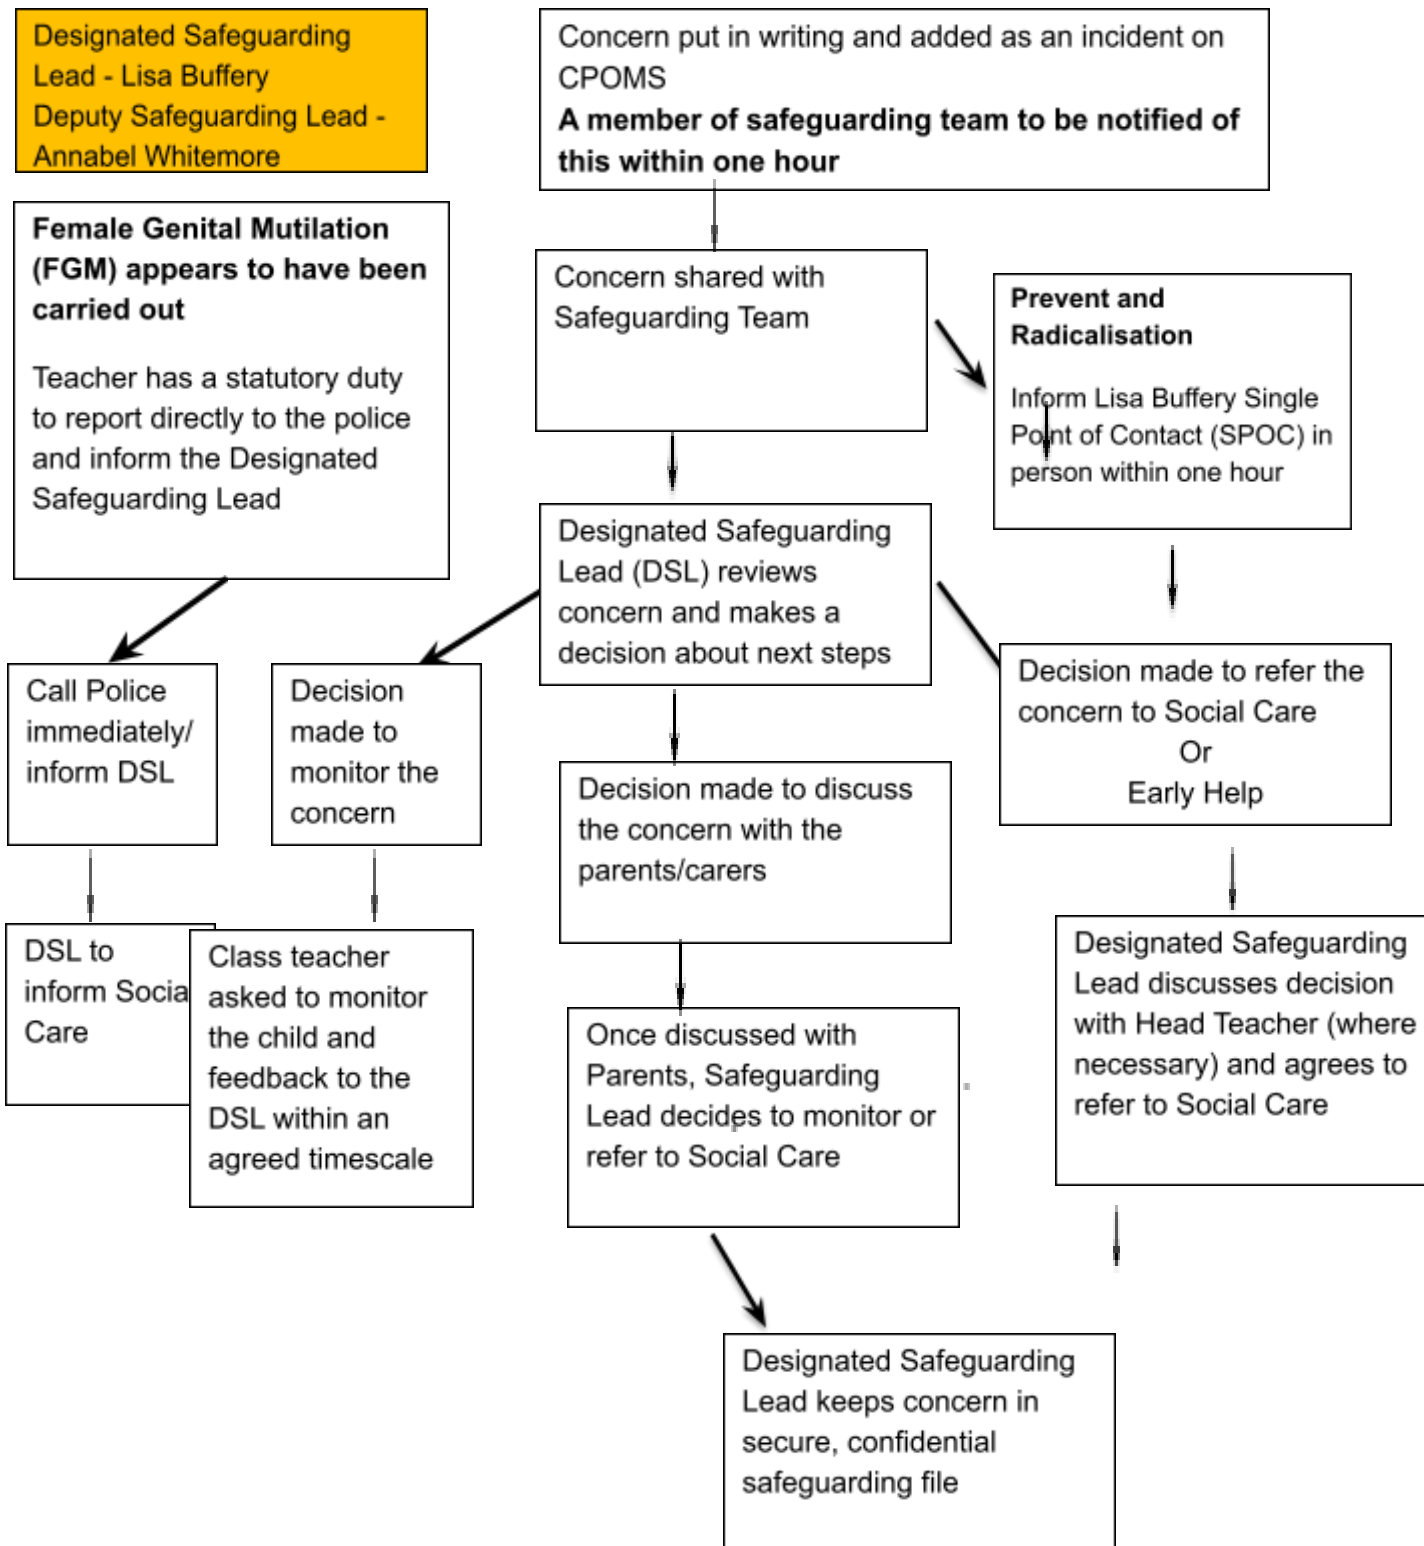 Designated Safeguarding
Lead - Lisa Buffery
Deputy Safeguarding Lead -
Annabel Whitemore
Concern put in writing and added as an incident on
CPOMS
A member of safeguarding team to be notified of
this within one hour
Female Genital Mutilation
(FGM) appears to have been
carried out
Teacher has a statutory duty
to report directly to the police
and inform the Designated
Safeguarding Lead
Concern shared with
Safeguarding Team
Prevent and
Radicalisation
Inform Lisa Buffery Single
Point of Contact (SPOC) in
person within one hour
Designated Safeguarding
Lead (DSL) reviews
concern and makes a
decision about next steps
Call Police
immediately/
inform DSL
Decision
made to
monitor the
concern
Decision made to discuss
the concern with the
parents/carers
Decision made to refer the
concern to Social Care
Or
Early Help
DSL to
inform Social
Care
Class teacher
asked to monitor
the child and
feedback to the
DSL within an
agreed timescale
Once discussed with
Parents, Safeguarding
Lead decides to monitor or
refer to Social Care
Designated Safeguarding
Lead discusses decision
with Head Teacher (where
necessary) and agrees to
refer to Social Care
Designated Safeguarding
Lead keeps concern in
secure, confidential
safeguarding file